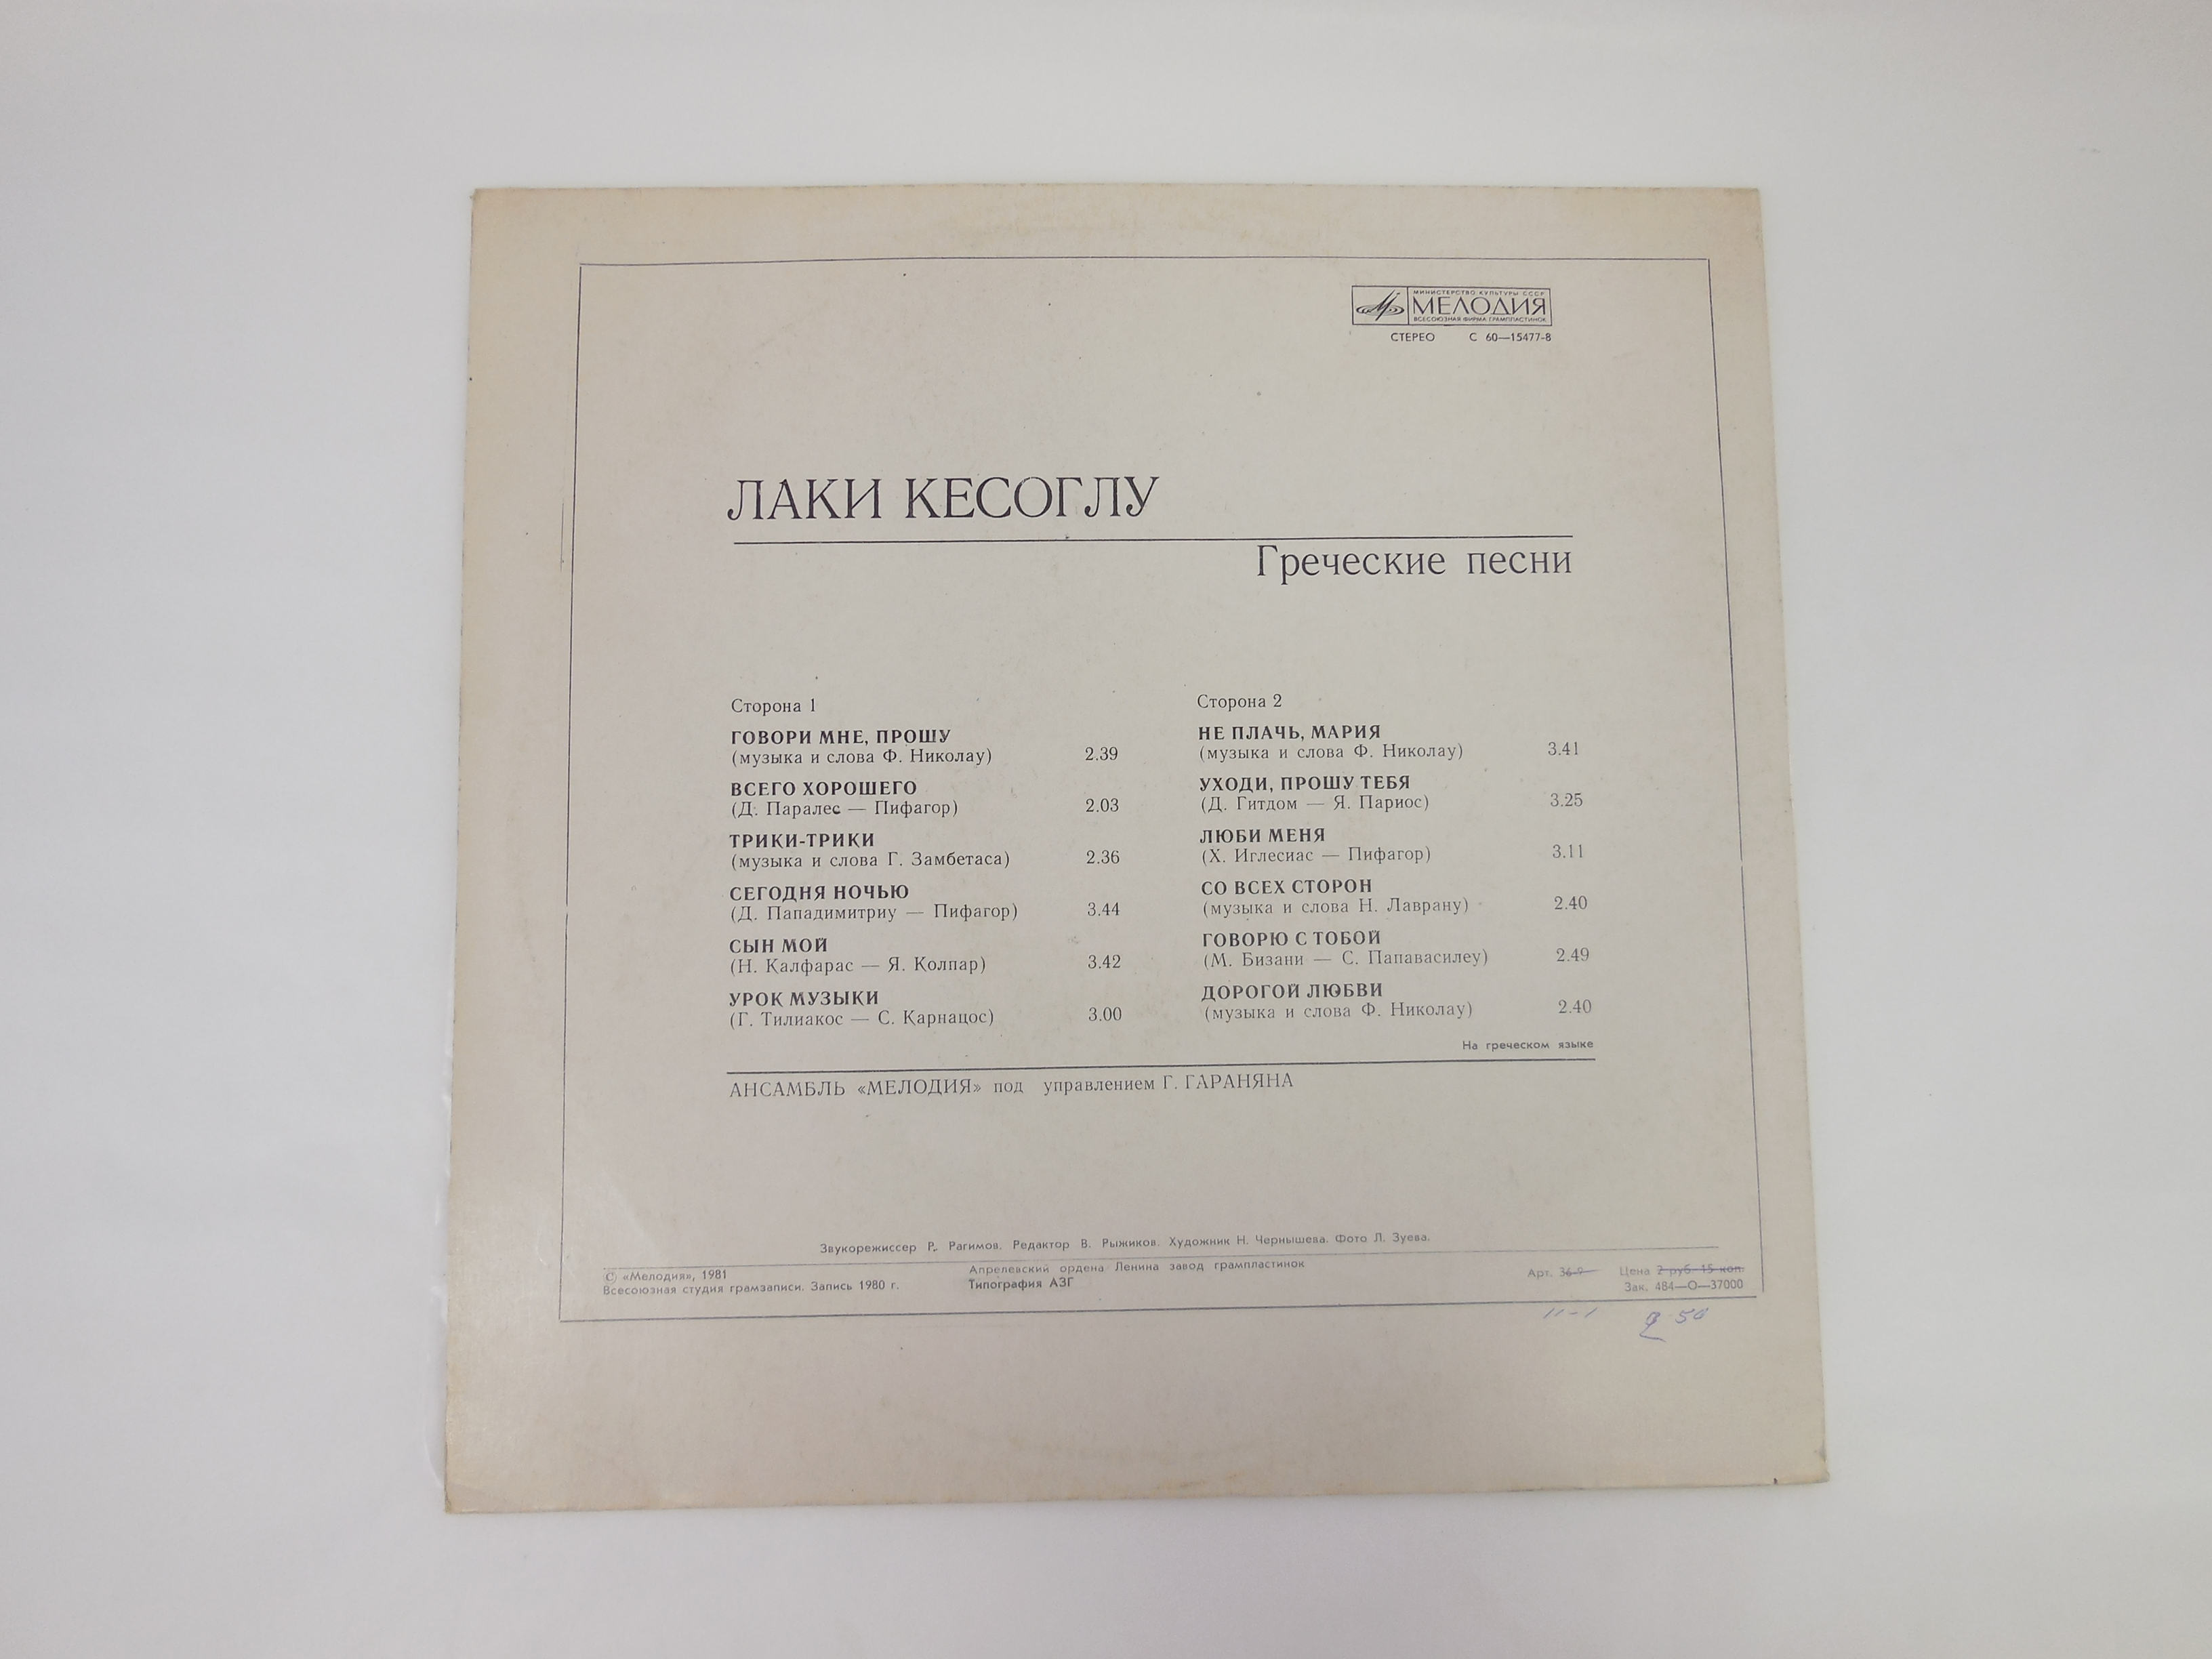 МИНИСТЕРСТВО КУЛЬТУРЫ СССР
МЕЛОДИЯ
ВСЕСОЮЗНАЯ ФИРМА ГРАМПЛАСТИНОК
СТЕРЕО С 60—15477-8
ЛАКИ КЕСОГЛУ
Греческие песни
Сторона 1
ГОВОРИ МНЕ, ПРОШУ
(музыка и слова Ф. Николау) 2.39
ВСЕГО ХОРОШЕГО
(Д. Паралес — Пифагор) 2.03
ТРИКИ-ТРИКИ
(музыка и слова Г. Замбетаса) 2.36
СЕГОДНЯ НОЧЬЮ
(Д. Пападимитриу — Пифагор) 3.44
СЫН МОЙ
(Н. Калфарас — Я. Колпар) 3.42
УРОК МУЗЫКИ
(Г. Тилиакос — С. Карнацос) 3.00
Сторона 2
НЕ ПЛАЧЬ, МАРИЯ
(музыка и слова Ф. Николау) 3.41
УХОДИ, ПРОШУ ТЕБЯ
(Д. Гитдом — Я. Париос) 3.25
ЛЮБИ МЕНЯ
(Х. Иглесиас — Пифагор) 3.11
СО ВСЕХ СТОРОН
(музыка и слова Н. Лаврану) 2.40
ГОВОРЮ С ТОБОЙ
(М. Бизани — С. Папавасилеу) 2.49
ДОРОГОЙ ЛЮБВИ
(музыка и слова Ф. Николау) 2.40
На греческом языке
АНСАМБЛЬ «МЕЛОДИЯ» под управлением Г. ГАРАНЯНА
Звукорежиссер Р. Рагимов. Редактор В. Рыжиков. Художник Н. Чернышева. Фото Л. Зуева.
© «Мелодия», 1981
Всесоюзная студия грамзаписи. Запись 1980 г.
Апрелевский ордена Ленина завод грампластинок
Типография АЗГ
Арт. 36-9 Цена 2 руб. 15 коп.
Зак. 484—О—37000
11-1 2 50